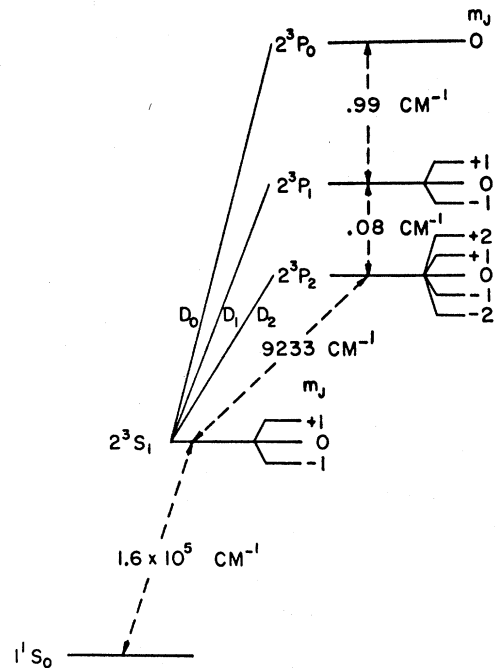 m_J
2³P₀ 0
.99 CM⁻¹
+1
2³P₁ 0
-1
.08 CM⁻¹
+2
+1
2³P₂ 0
-1
-2
D₀ D₁ D₂
9233 CM⁻¹
m_J
+1
2³S₁ 0
-1
1.6 x 10⁵ CM⁻¹
1¹S₀